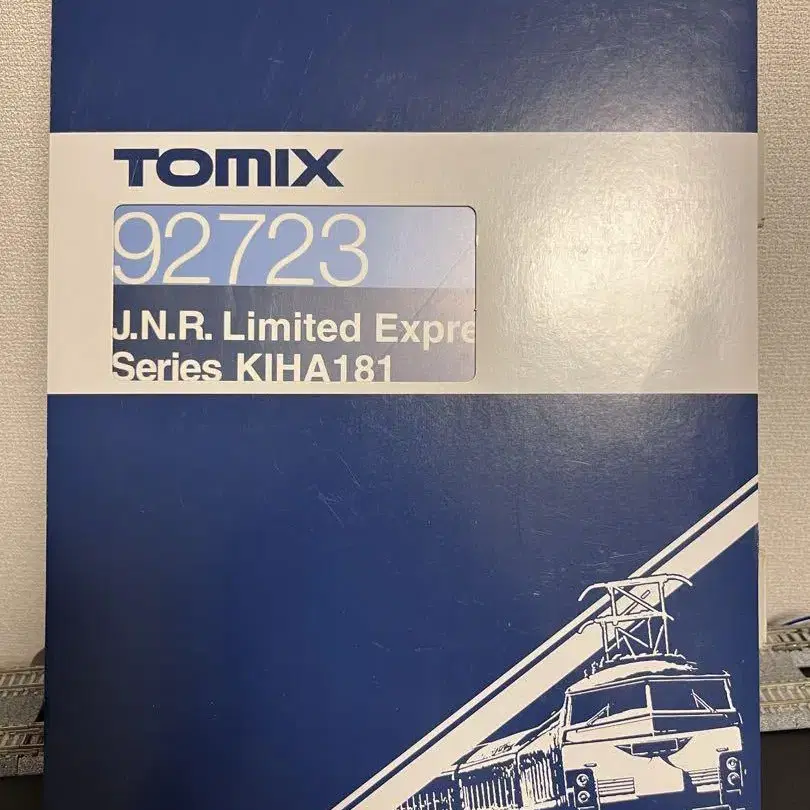 TOMIX
92723
J.N.R. Limited Expre
Series KIHA181